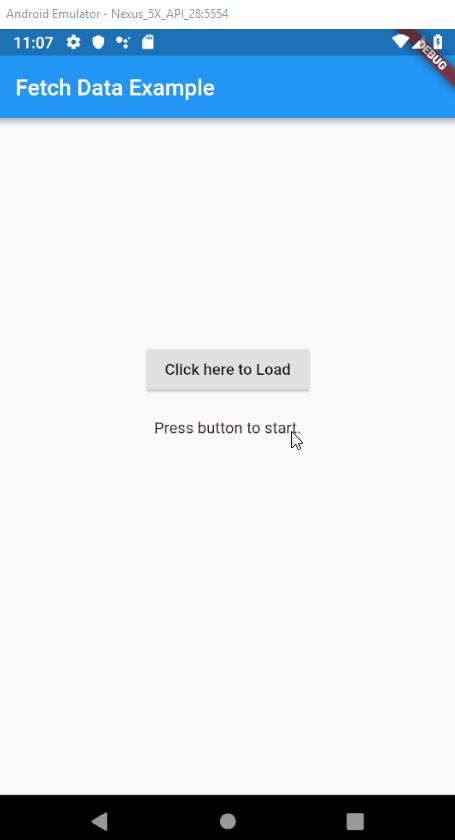 Android Emulator - Nexus_5X_API_28:5554
11:07
DEBUG
Fetch Data Example
Click here to Load
Press button to start.